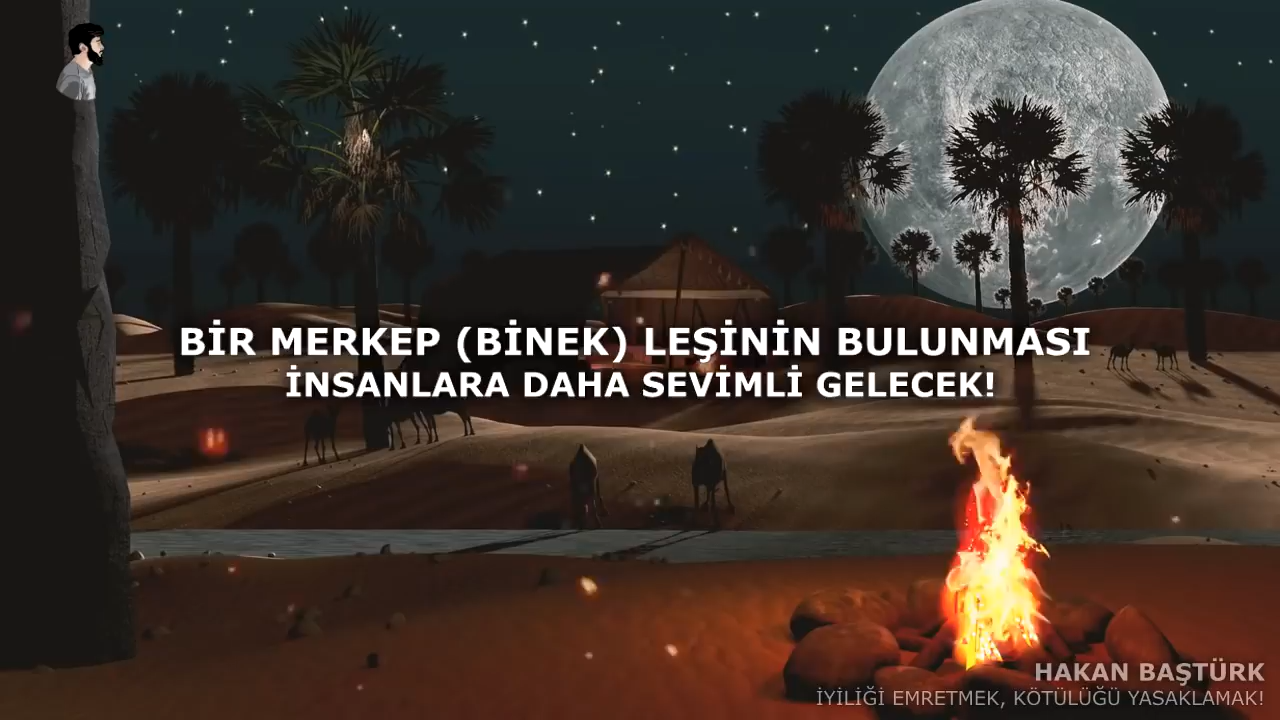 BİR MERKEP (BİNEK) LEŞİNİN BULUNMASI
İNSANLARA DAHA SEVİMLİ GELECEK!
HAKAN BAŞTÜRK
İYİLİĞİ EMRETMEK, KÖTÜLÜĞÜ YASAKLAMAK!